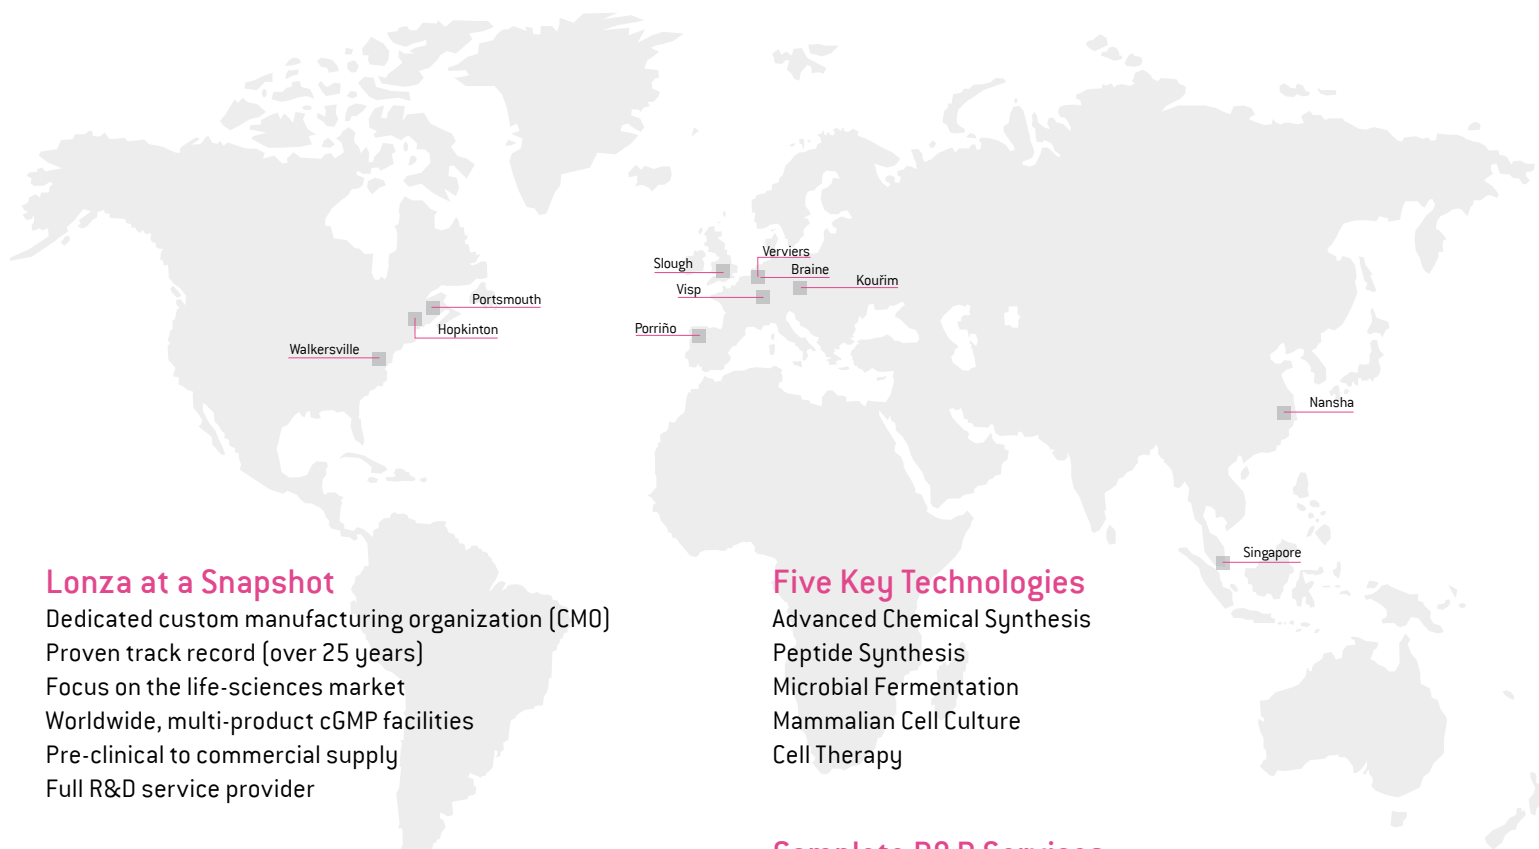 Verviers
Slough
Braine
Kouřim
Visp
Portsmouth
Hopkinton
Porriño
Walkersville
Nansha
Singapore
Lonza at a Snapshot
Dedicated custom manufacturing organization (CMO)
Proven track record (over 25 years)
Focus on the life-sciences market
Worldwide, multi-product cGMP facilities
Pre-clinical to commercial supply
Full R&D service provider
Five Key Technologies
Advanced Chemical Synthesis
Peptide Synthesis
Microbial Fermentation
Mammalian Cell Culture
Cell Therapy
Complete R&D Services